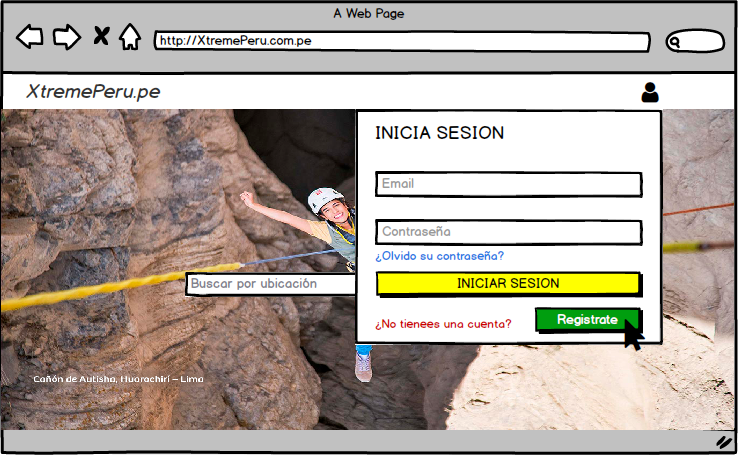 A Web Page
http://XtremePeru.com.pe
XtremePeru.pe
INICIA SESION
Email
Contraseña
¿Olvido su contraseña?
Buscar por ubicación
INICIAR SESION
¿No tienees una cuenta?
Registrate
Cañón de Autisha, Huarochirí – Lima